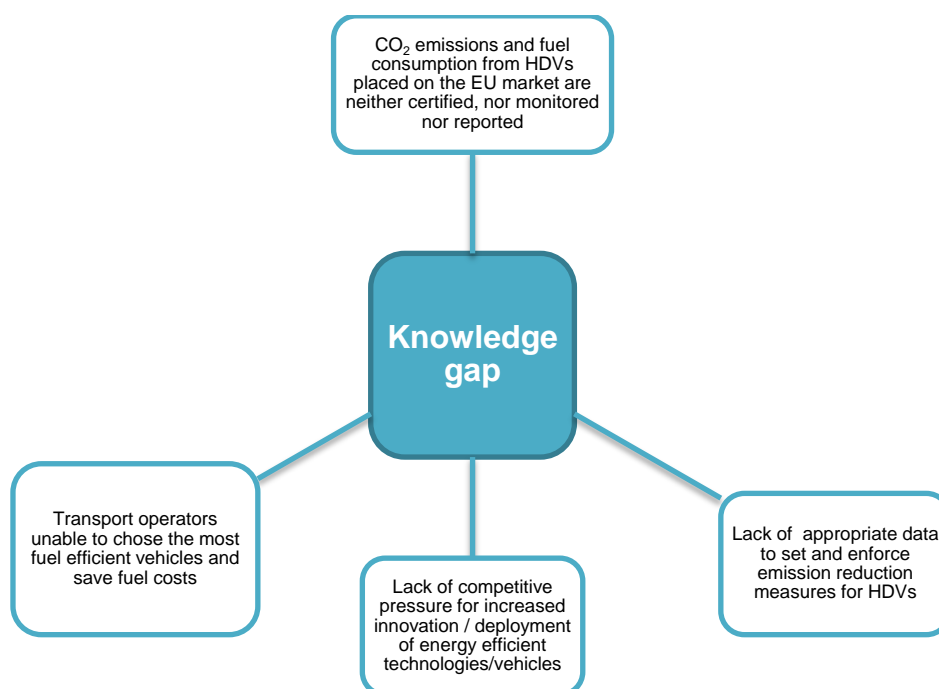 CO₂ emissions and fuel
consumption from HDVs
placed on the EU market are
neither certified, nor monitored
nor reported
Knowledge
gap
Transport operators
unable to chose the most
fuel efficient vehicles and
save fuel costs
Lack of competitive
pressure for increased
innovation / deployment
of energy efficient
technologies/vehicles
Lack of appropriate data
to set and enforce
emission reduction
measures for HDVs